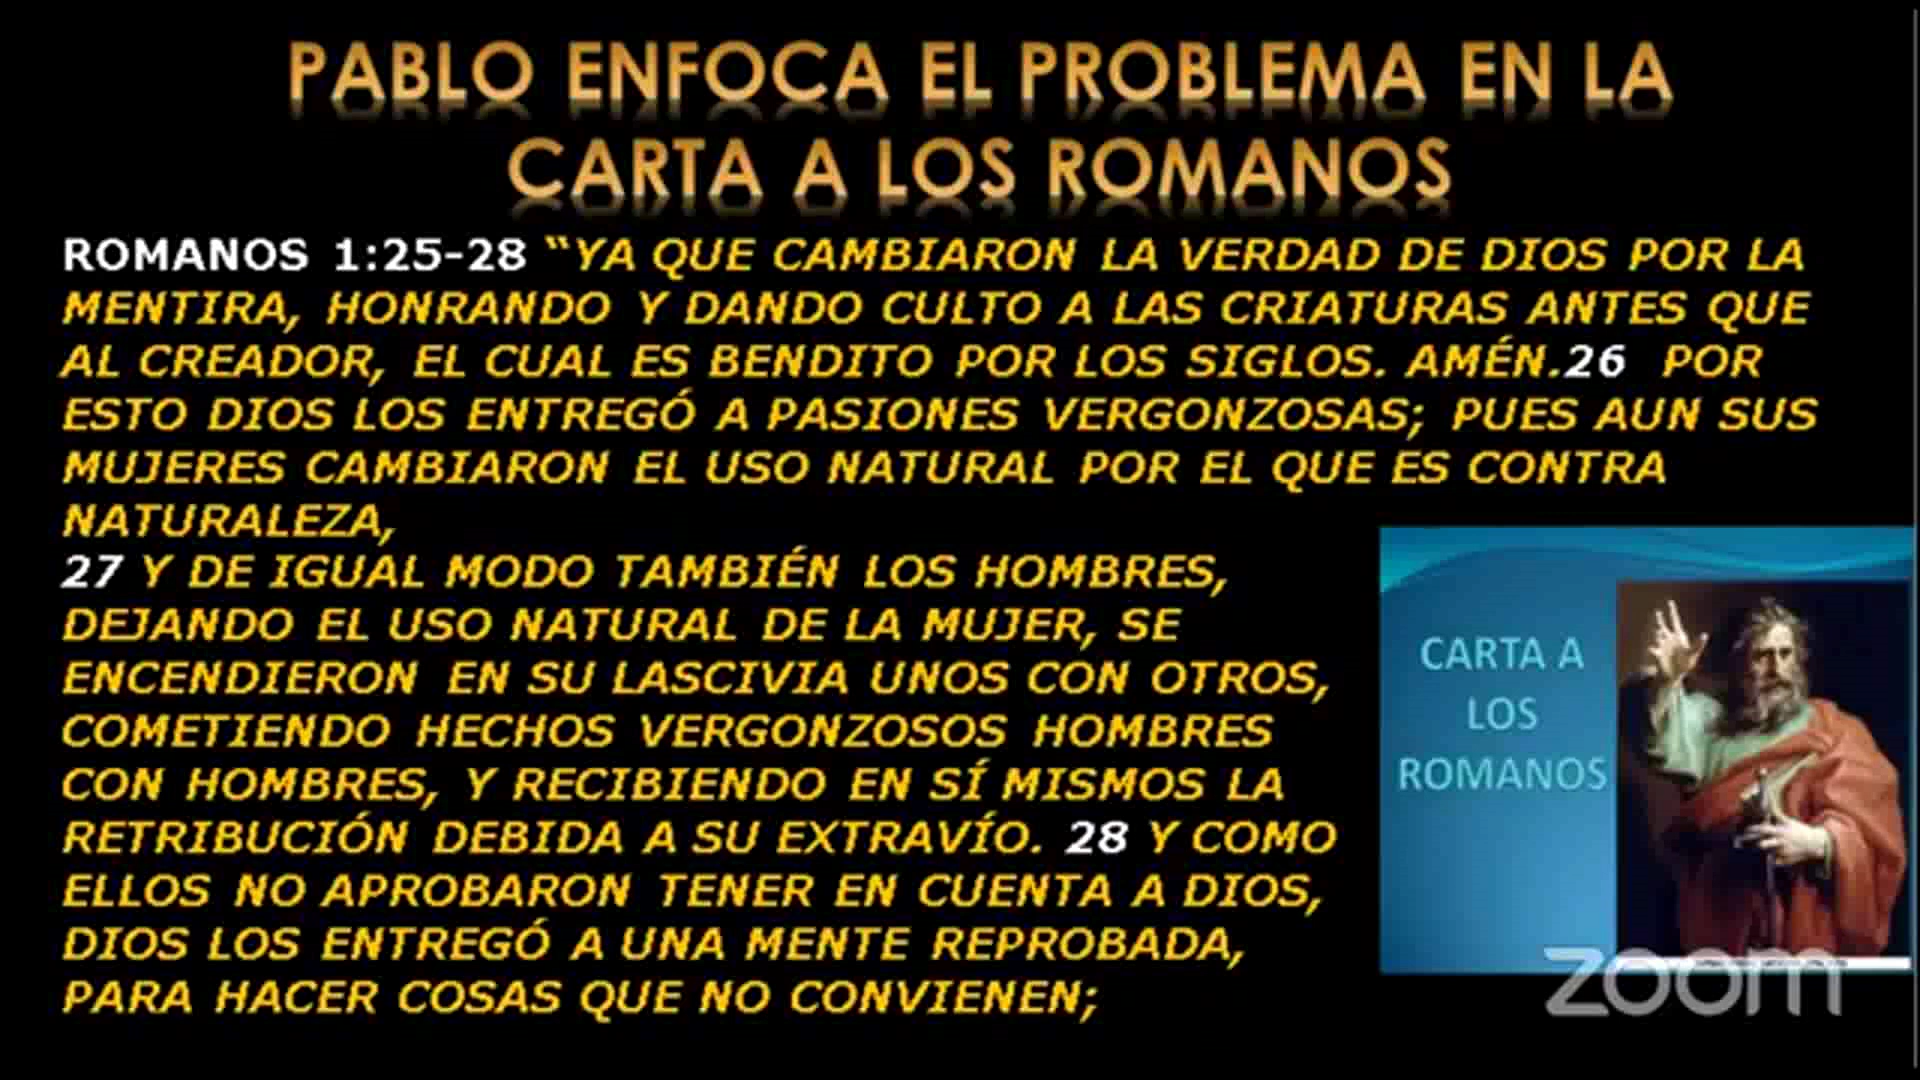 PABLO ENFOCA EL PROBLEMA EN LA
CARTA A LOS ROMANOS
ROMANOS 1:25-28 “YA QUE CAMBIARON LA VERDAD DE DIOS POR LA
MENTIRA, HONRANDO Y DANDO CULTO A LAS CRIATURAS ANTES QUE
AL CREADOR, EL CUAL ES BENDITO POR LOS SIGLOS. AMÉN.26 POR
ESTO DIOS LOS ENTREGÓ A PASIONES VERGONZOSAS; PUES AUN SUS
MUJERES CAMBIARON EL USO NATURAL POR EL QUE ES CONTRA
NATURALEZA,
27 Y DE IGUAL MODO TAMBIÉN LOS HOMBRES,
DEJANDO EL USO NATURAL DE LA MUJER, SE
ENCENDIERON EN SU LASCIVIA UNOS CON OTROS,
COMETIENDO HECHOS VERGONZOSOS HOMBRES
CON HOMBRES, Y RECIBIENDO EN SÍ MISMOS LA
RETRIBUCIÓN DEBIDA A SU EXTRAVÍO. 28 Y COMO
ELLOS NO APROBARON TENER EN CUENTA A DIOS,
DIOS LOS ENTREGÓ A UNA MENTE REPROBADA,
PARA HACER COSAS QUE NO CONVIENEN;
CARTA A
LOS
ROMANOS
zoom